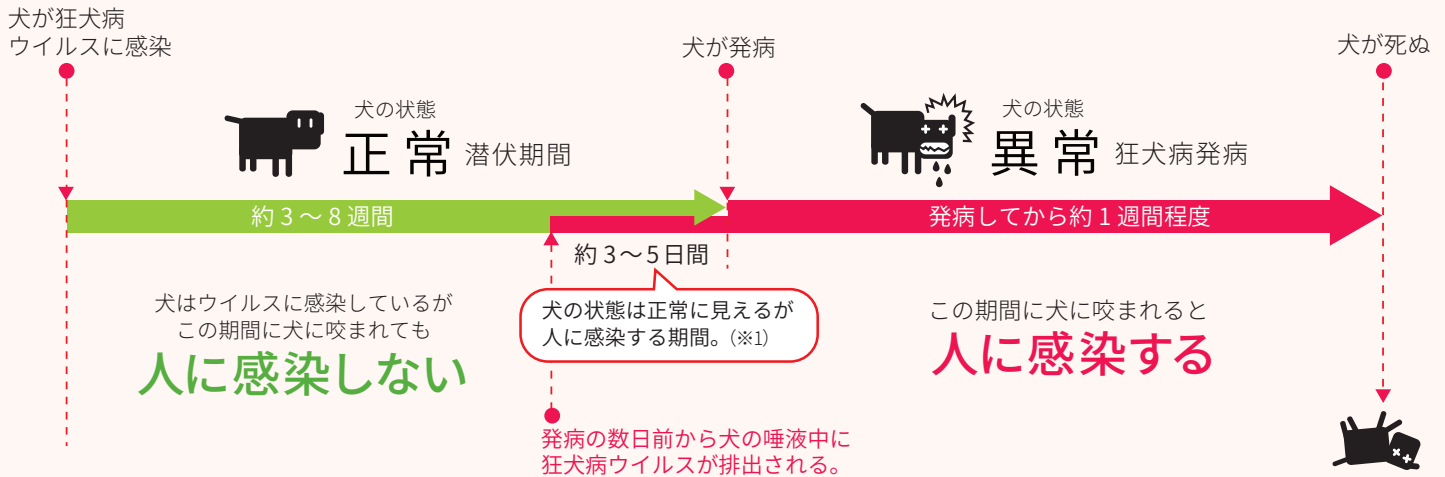 犬が狂犬病
ウイルスに感染
犬が発病
犬が死ぬ
犬の状態
正常 潜伏期間
犬の状態
異常 狂犬病発病
約3〜8週間
発病してから約1週間程度
約3〜5日間
犬の状態は正常に見えるが
人に感染する期間。(※1)
犬はウイルスに感染しているが
この期間に犬に咬まれても
人に感染しない
この期間に犬に咬まれると
人に感染する
発病の数日前から犬の唾液中に
狂犬病ウイルスが排出される。